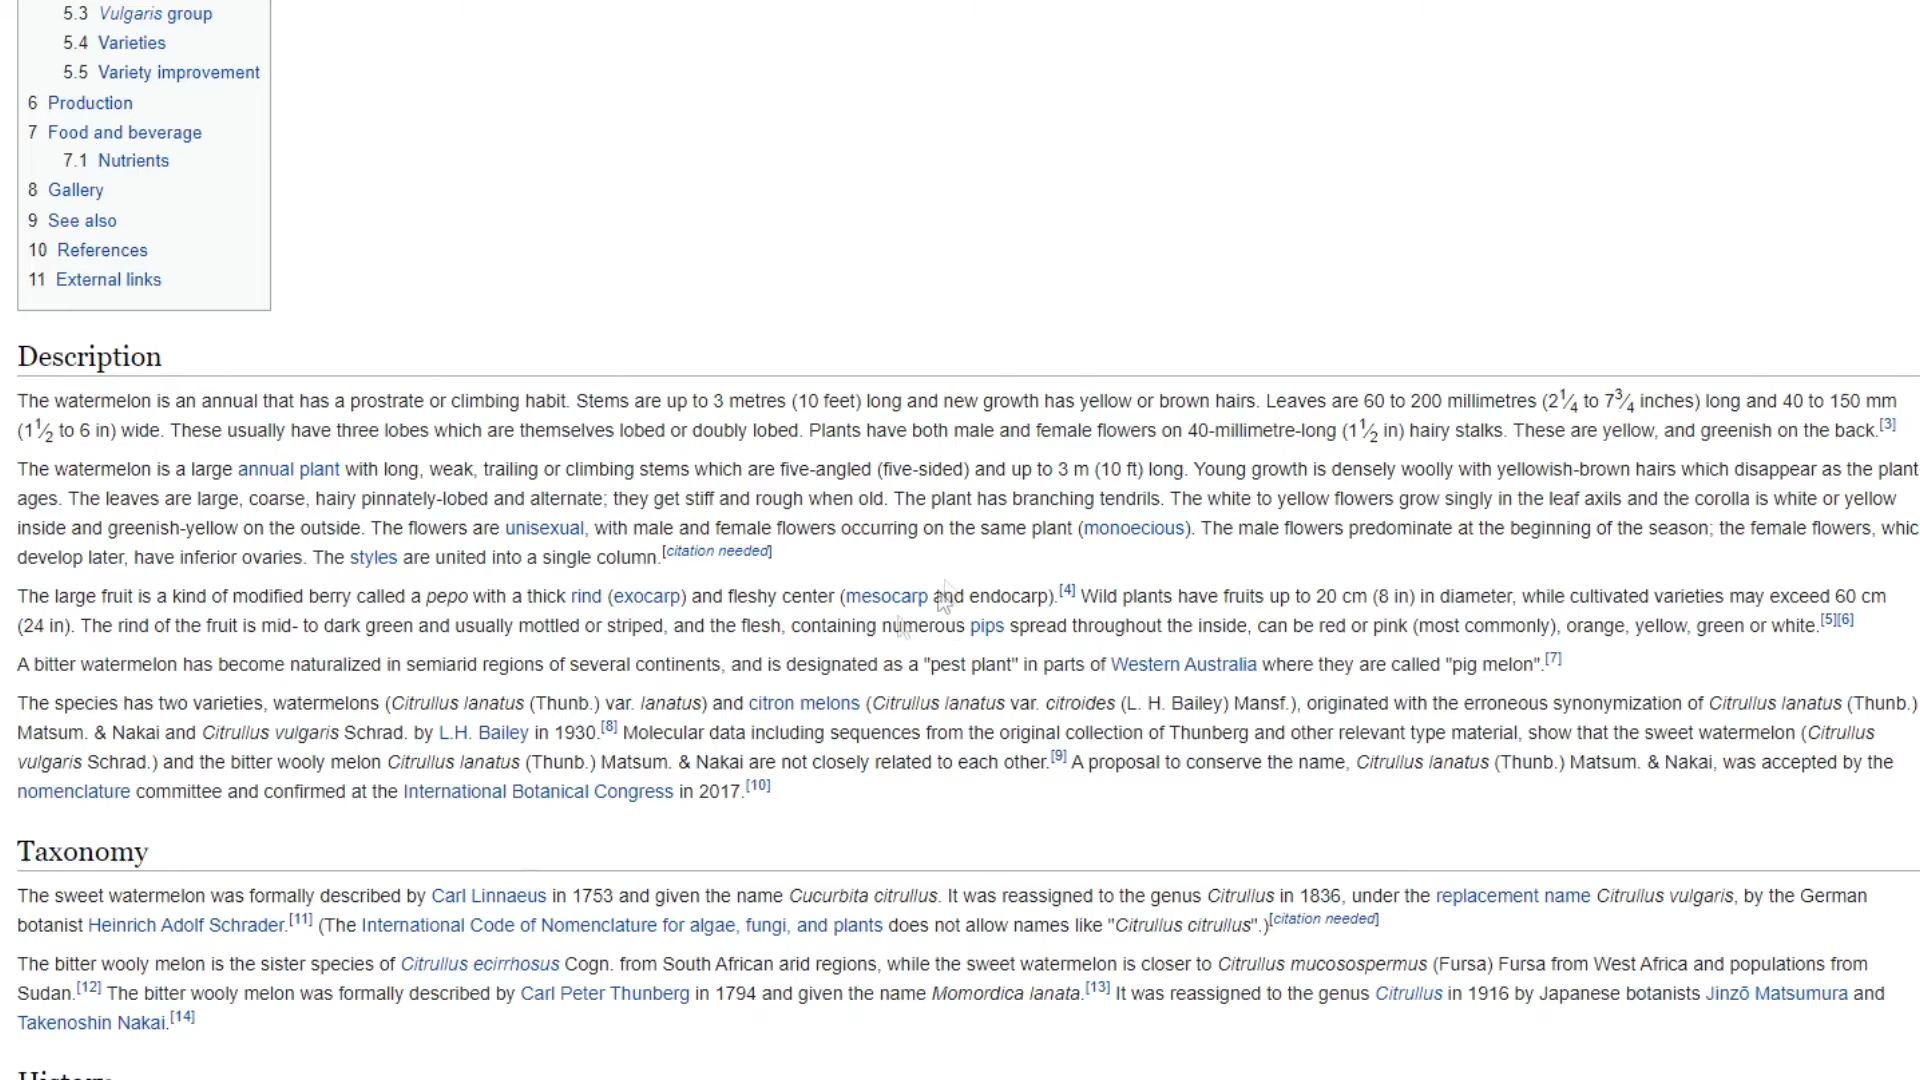 5.3 Vulgaris group
5.4 Varieties
5.5 Variety improvement
6 Production
7 Food and beverage
7.1 Nutrients
8 Gallery
9 See also
10 References
11 External links
Description
The watermelon is an annual that has a prostrate or climbing habit. Stems are up to 3 metres (10 feet) long and new growth has yellow or brown hairs. Leaves are 60 to 200 millimetres (2 1⁄4 to 7 3⁄4 inches) long and 40 to 150 mm
(1 1⁄2 to 6 in) wide. These usually have three lobes which are themselves lobed or doubly lobed. Plants have both male and female flowers on 40-millimetre-long (1 1⁄2 in) hairy stalks. These are yellow, and greenish on the back.[3]
The watermelon is a large annual plant with long, weak, trailing or climbing stems which are five-angled (five-sided) and up to 3 m (10 ft) long. Young growth is densely woolly with yellowish-brown hairs which disappear as the plant
ages. The leaves are large, coarse, hairy pinnately-lobed and alternate; they get stiff and rough when old. The plant has branching tendrils. The white to yellow flowers grow singly in the leaf axils and the corolla is white or yellow
inside and greenish-yellow on the outside. The flowers are unisexual, with male and female flowers occurring on the same plant (monoecious). The male flowers predominate at the beginning of the season; the female flowers, whic
develop later, have inferior ovaries. The styles are united into a single column.[citation needed]
The large fruit is a kind of modified berry called a pepo with a thick rind (exocarp) and fleshy center (mesocarp and endocarp).[4] Wild plants have fruits up to 20 cm (8 in) in diameter, while cultivated varieties may exceed 60 cm
(24 in). The rind of the fruit is mid- to dark green and usually mottled or striped, and the flesh, containing numerous pips spread throughout the inside, can be red or pink (most commonly), orange, yellow, green or white.[5][6]
A bitter watermelon has become naturalized in semiarid regions of several continents, and is designated as a "pest plant" in parts of Western Australia where they are called "pig melon".[7]
The species has two varieties, watermelons (Citrullus lanatus (Thunb.) var. lanatus) and citron melons (Citrullus lanatus var. citroides (L. H. Bailey) Mansf.), originated with the erroneous synonymization of Citrullus lanatus (Thunb.)
Matsum. & Nakai and Citrullus vulgaris Schrad. by L.H. Bailey in 1930.[8] Molecular data including sequences from the original collection of Thunberg and other relevant type material, show that the sweet watermelon (Citrullus
vulgaris Schrad.) and the bitter wooly melon Citrullus lanatus (Thunb.) Matsum. & Nakai are not closely related to each other.[9] A proposal to conserve the name, Citrullus lanatus (Thunb.) Matsum. & Nakai, was accepted by the
nomenclature committee and confirmed at the International Botanical Congress in 2017.[10]
Taxonomy
The sweet watermelon was formally described by Carl Linnaeus in 1753 and given the name Cucurbita citrullus. It was reassigned to the genus Citrullus in 1836, under the replacement name Citrullus vulgaris, by the German
botanist Heinrich Adolf Schrader.[11] (The International Code of Nomenclature for algae, fungi, and plants does not allow names like "Citrullus citrullus".)[citation needed]
The bitter wooly melon is the sister species of Citrullus ecirrhosus Cogn. from South African arid regions, while the sweet watermelon is closer to Citrullus mucosospermus (Fursa) Fursa from West Africa and populations from
Sudan.[12] The bitter wooly melon was formally described by Carl Peter Thunberg in 1794 and given the name Momordica lanata.[13] It was reassigned to the genus Citrullus in 1916 by Japanese botanists Jinzō Matsumura and
Takenoshin Nakai.[14]
History